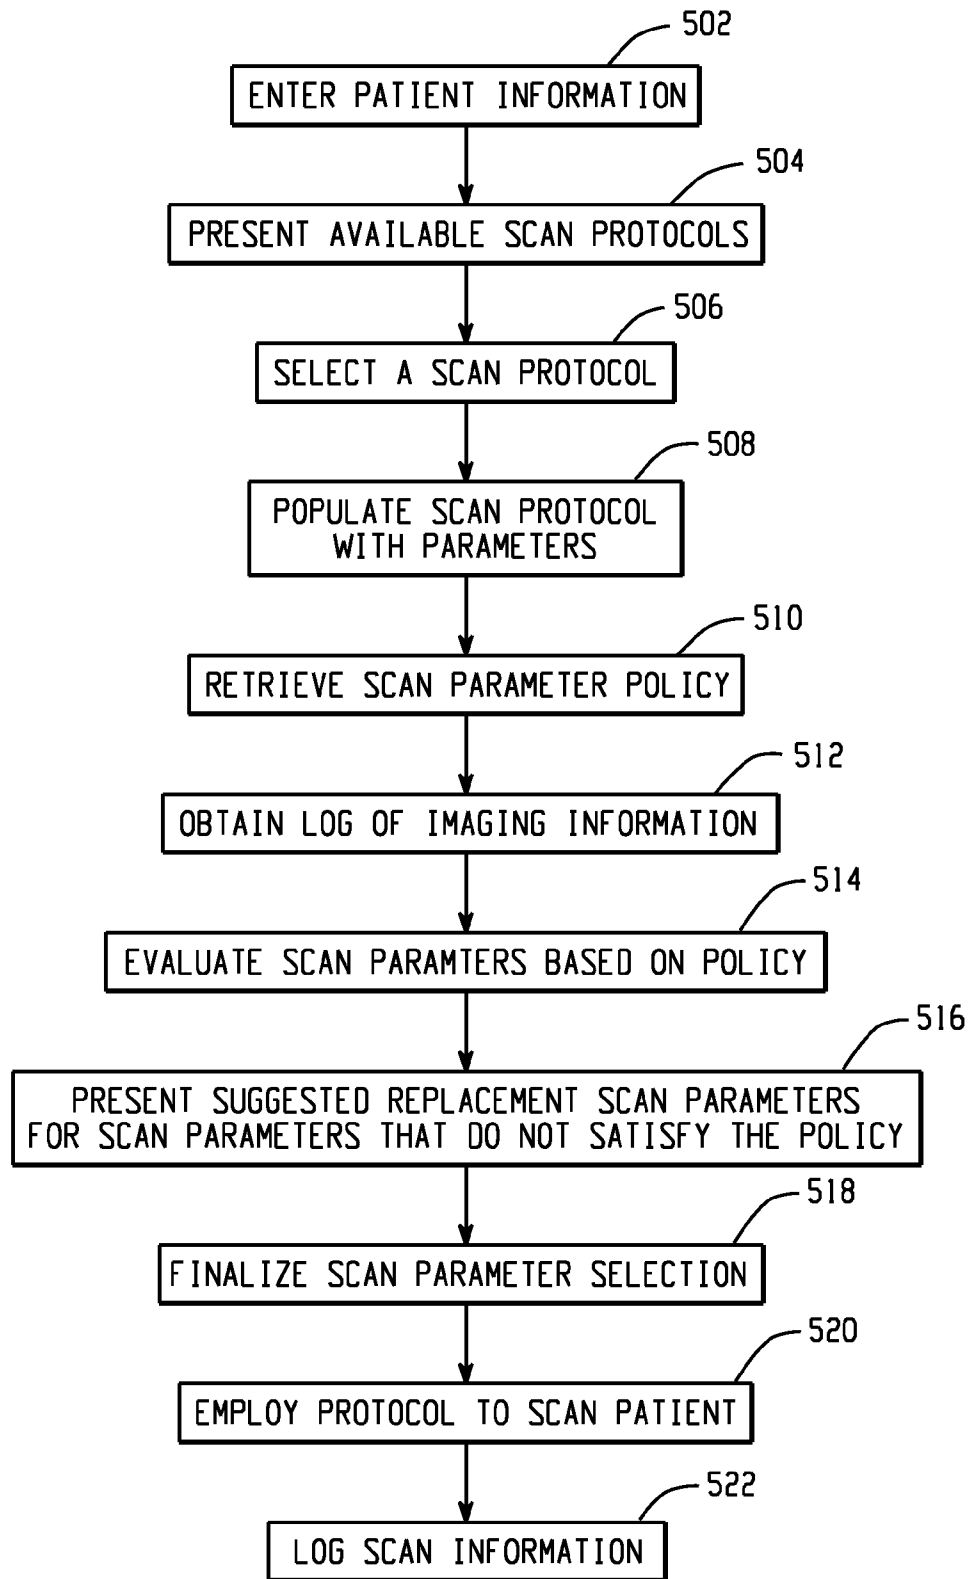 502
ENTER PATIENT INFORMATION
504
PRESENT AVAILABLE SCAN PROTOCOLS
506
SELECT A SCAN PROTOCOL
508
POPULATE SCAN PROTOCOL
WITH PARAMETERS
510
RETRIEVE SCAN PARAMETER POLICY
512
OBTAIN LOG OF IMAGING INFORMATION
514
EVALUATE SCAN PARAMTERS BASED ON POLICY
516
PRESENT SUGGESTED REPLACEMENT SCAN PARAMETERS
FOR SCAN PARAMETERS THAT DO NOT SATISFY THE POLICY
518
FINALIZE SCAN PARAMETER SELECTION
520
EMPLOY PROTOCOL TO SCAN PATIENT
522
LOG SCAN INFORMATION